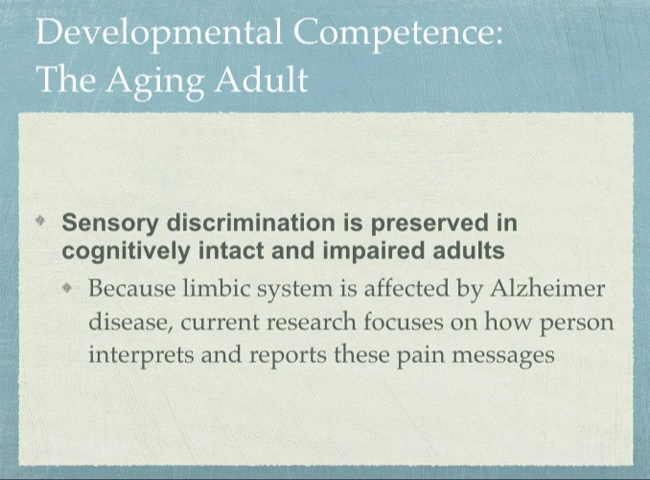 Developmental Competence:
The Aging Adult
Sensory discrimination is preserved in
cognitively intact and impaired adults
Because limbic system is affected by Alzheimer
disease, current research focuses on how person
interprets and reports these pain messages